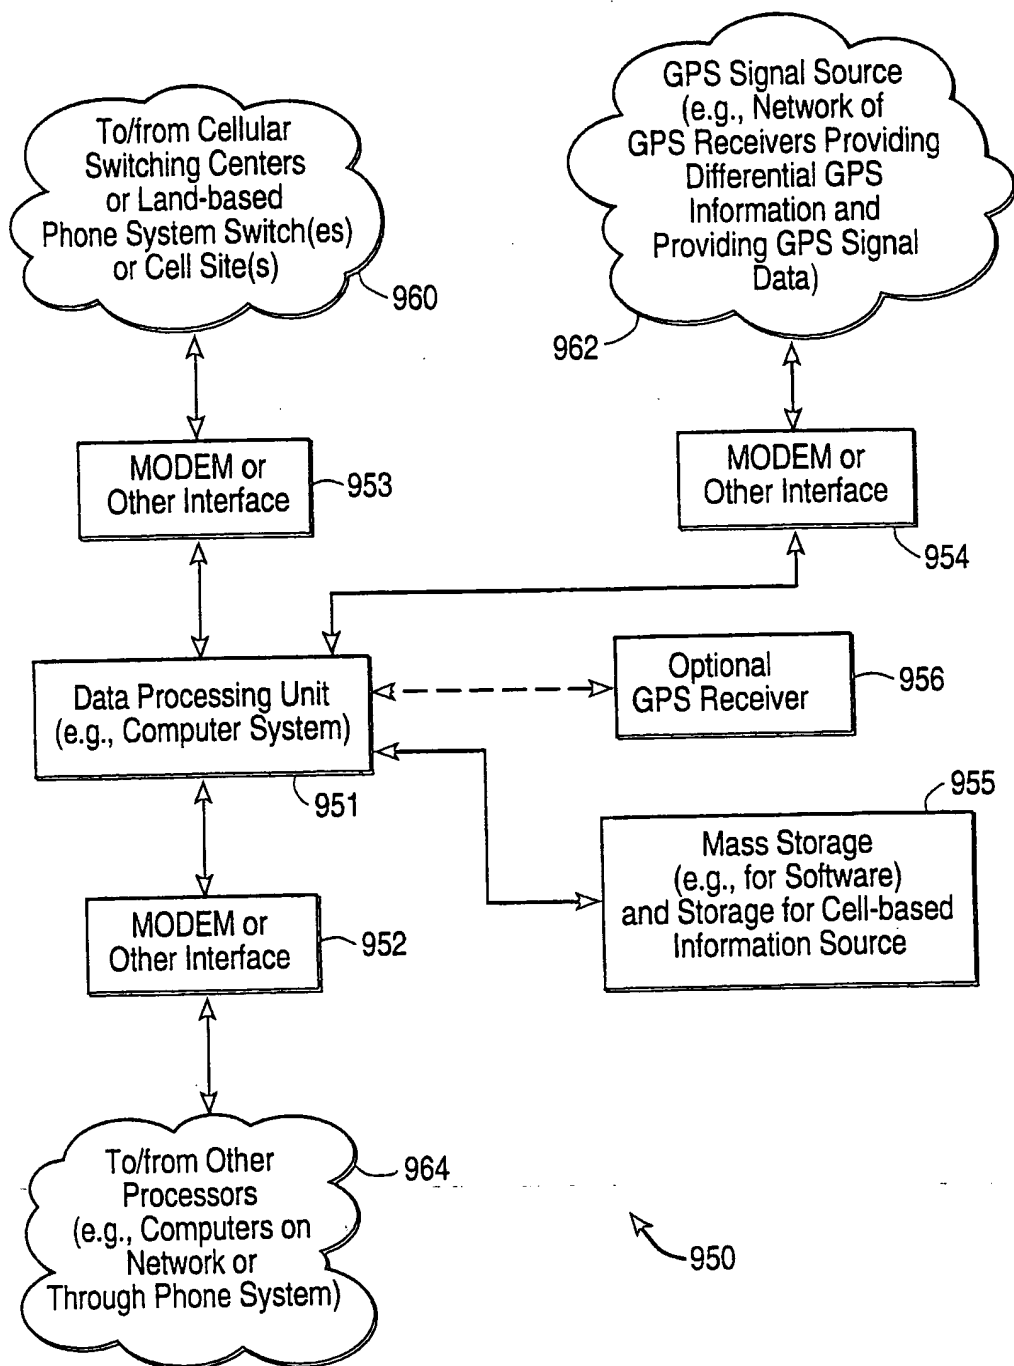 To/from Cellular
Switching Centers
or Land-based
Phone System Switch(es)
or Cell Site(s)
960
GPS Signal Source
(e.g., Network of
GPS Receivers Providing
Differential GPS
Information and
Providing GPS Signal
Data)
962
MODEM or
Other Interface
953
MODEM or
Other Interface
954
Data Processing Unit
(e.g., Computer System)
951
Optional
GPS Receiver
956
955
Mass Storage
(e.g., for Software)
and Storage for Cell-based
Information Source
MODEM or
Other Interface
952
To/from Other
Processors
(e.g., Computers on
Network or
Through Phone System)
964
950